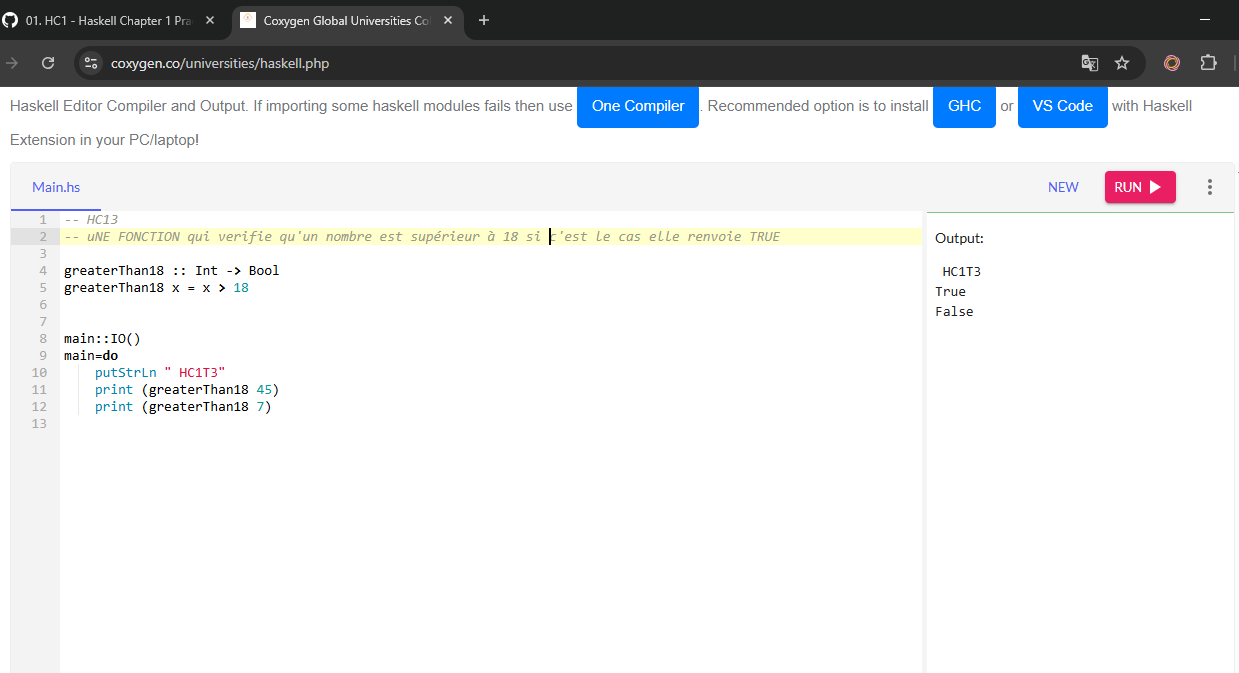 01. HC1 - Haskell Chapter 1 Pra
Coxygen Global Universities Co
coxygen.co/universities/haskell.php
Haskell Editor Compiler and Output. If importing some haskell modules fails then use One Compiler . Recommended option is to install GHC or VS Code with Haskell
Extension in your PC/laptop!
Main.hs
NEW
RUN
1 -- HC13
2 -- uNE FONCTION qui verifie qu'un nombre est supérieur à 18 si c'est le cas elle renvoie TRUE
3
4 greaterThan18 :: Int -> Bool
5 greaterThan18 x = x > 18
6
7
8 main::IO()
9 main=do
10 putStrLn " HC1T3"
11 print (greaterThan18 45)
12 print (greaterThan18 7)
13
Output:
HC1T3
True
False